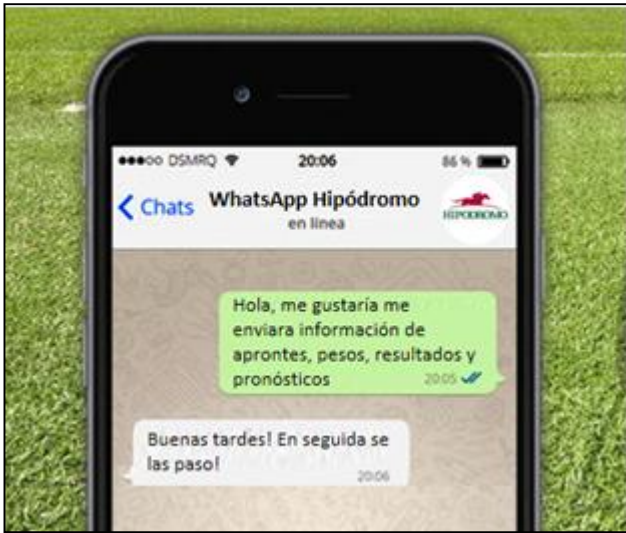 ●●●○○ DSMRQ 20:06 86 %
Chats WhatsApp Hipódromo
en línea
HIPODROMO
Hola, me gustaría me
enviara información de
aprontes, pesos, resultados y
pronósticos 20:05
Buenas tardes! En seguida se
las paso!
20:06